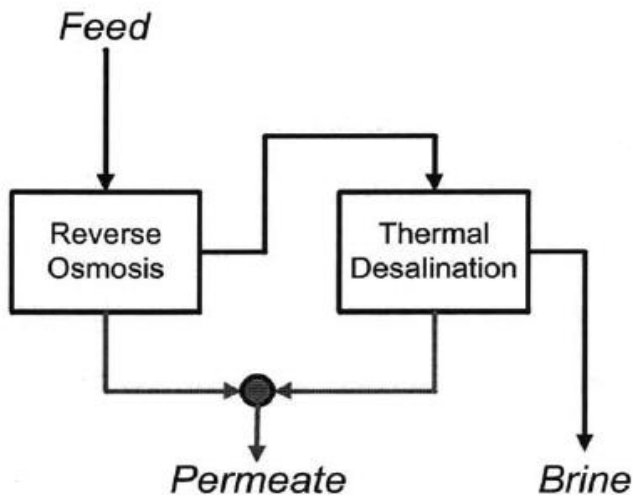 Feed
Reverse
Osmosis
Thermal
Desalination
Permeate
Brine